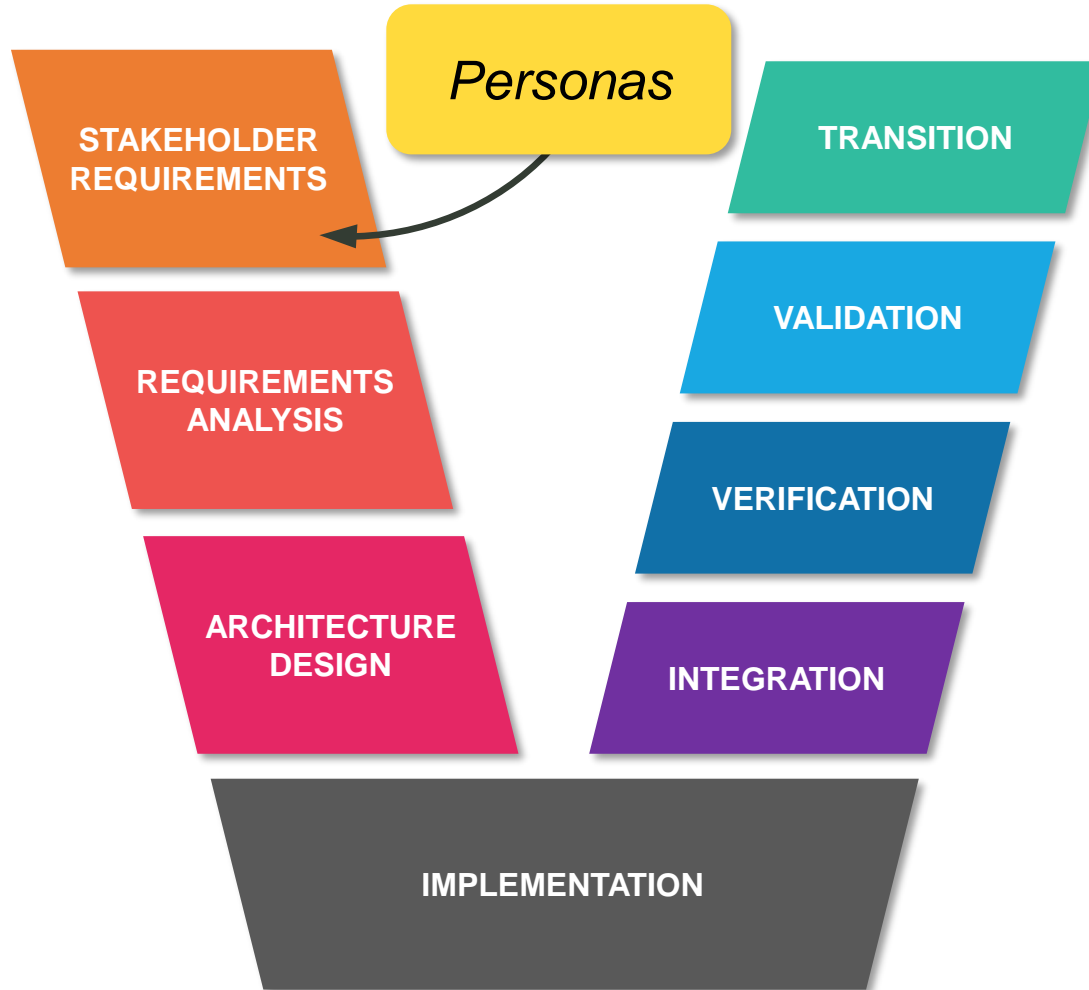 Personas
STAKEHOLDER
REQUIREMENTS
TRANSITION
VALIDATION
REQUIREMENTS
ANALYSIS
VERIFICATION
ARCHITECTURE
DESIGN
INTEGRATION
IMPLEMENTATION